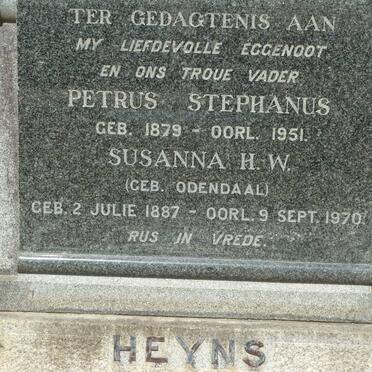 TER GEDAGTENIS AAN
MY LIEFDEVOLLE EGGENOOT
EN ONS TROUE VADER
PETRUS STEPHANUS
GEB. 1879 - OORL. 1951.
SUSANNA H.W.
(GEB. ODENDAAL)
GEB. 2 JULIE 1887 - OORL. 9 SEPT. 1970.
RUS IN VREDE.
HEYNS